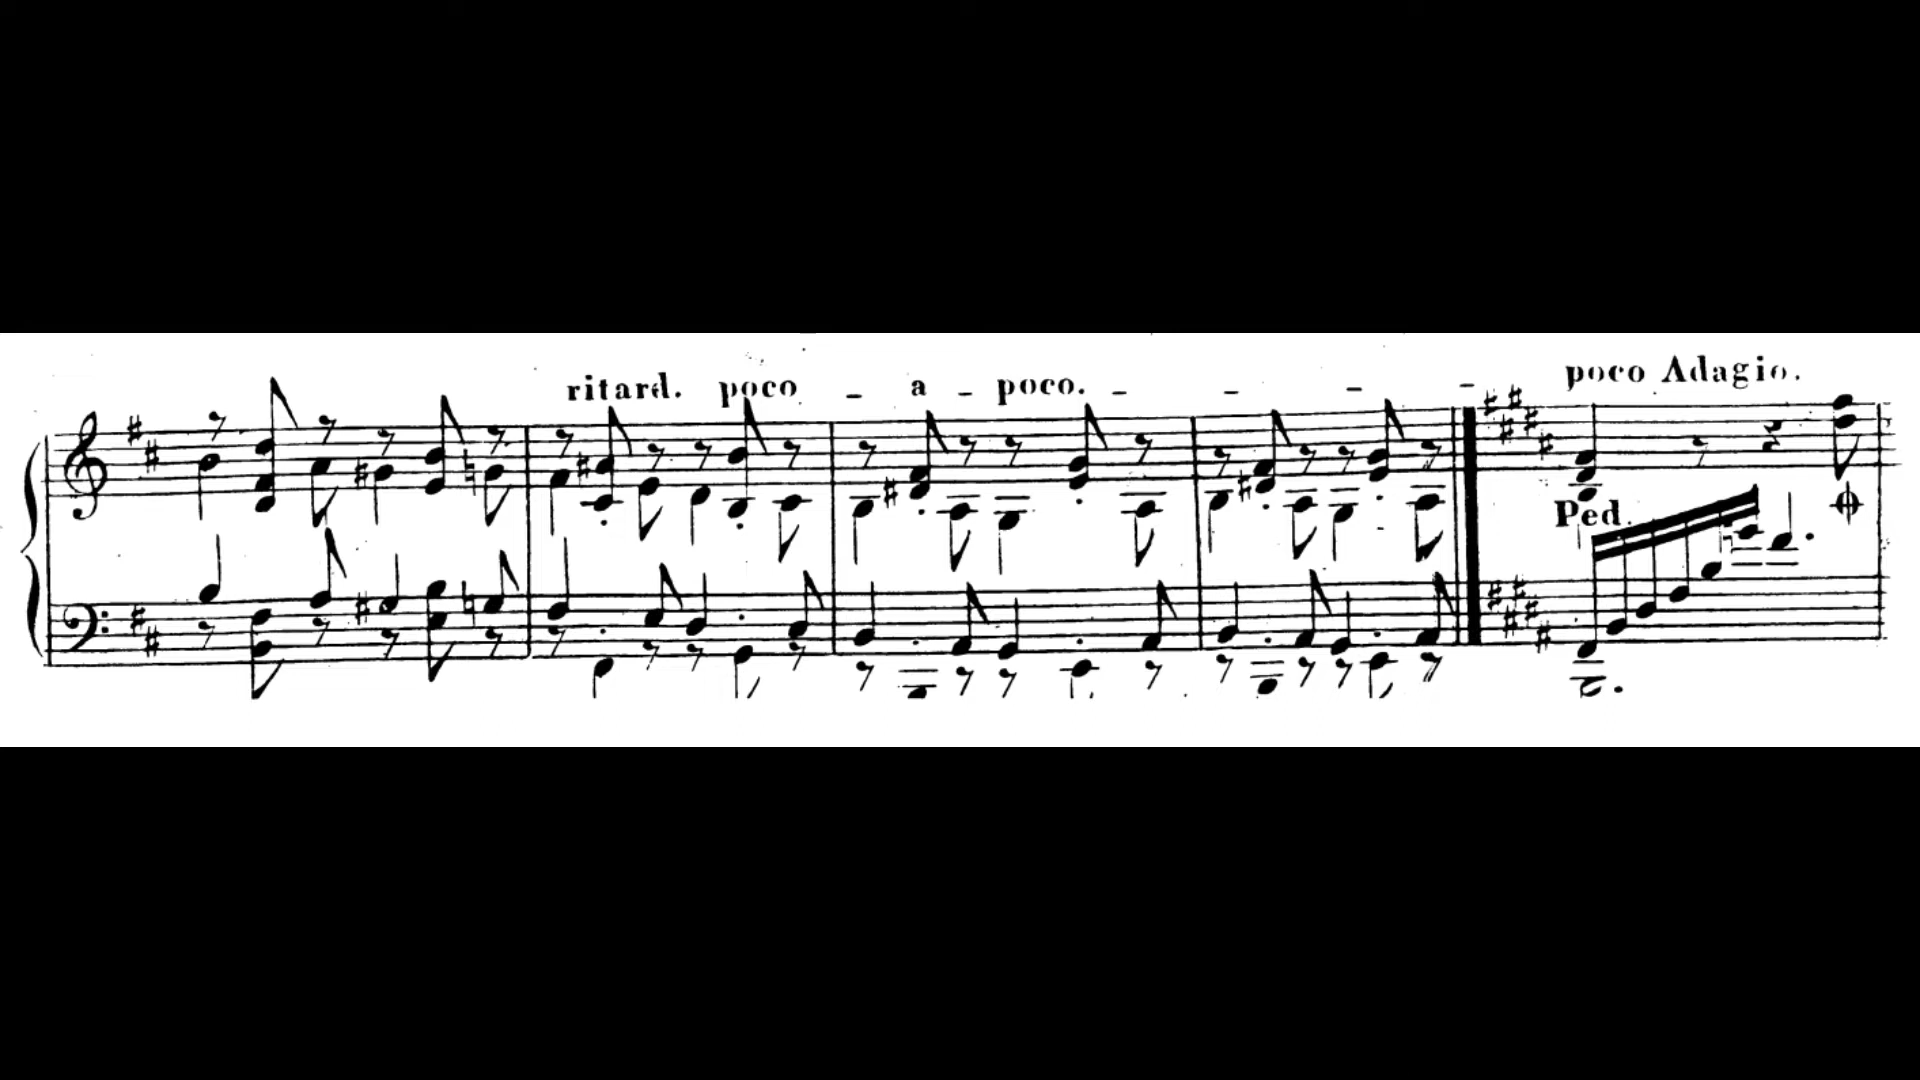 ritard. poco _ a _ poco. _ _ _ _ poco Adagio.
Ped.